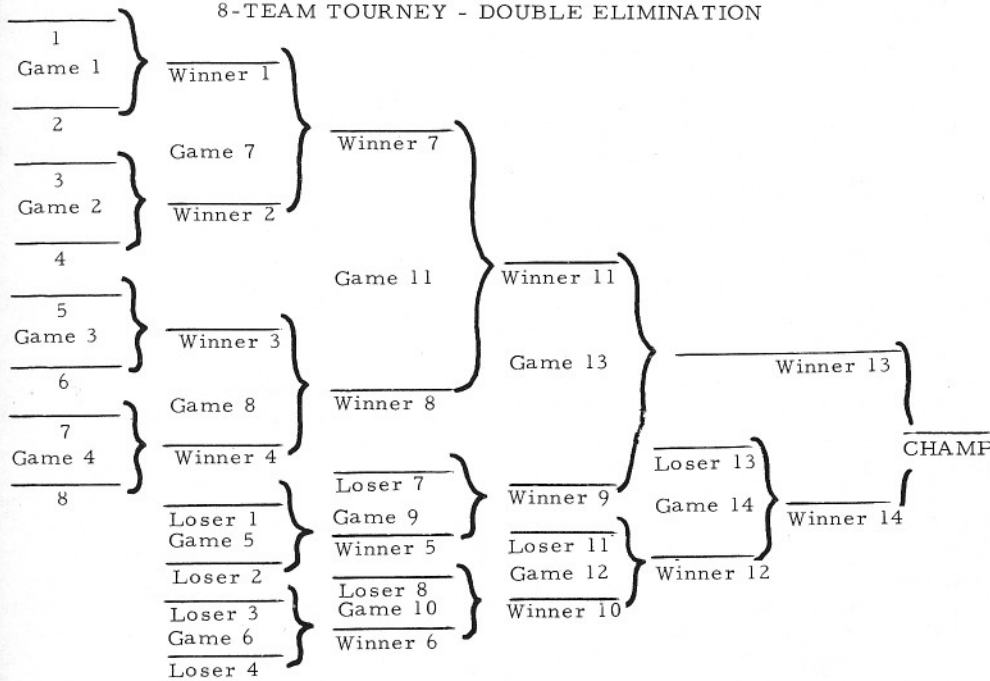 8-TEAM TOURNEY - DOUBLE ELIMINATION
1
Game 1
2
3
Game 2
4
5
Game 3
6
7
Game 4
8
Winner 1
Game 7
Winner 2
Winner 3
Game 8
Winner 4
Loser 1
Game 5
Loser 2
Loser 3
Game 6
Loser 4
Winner 7
Game 11
Winner 8
Loser 7
Game 9
Winner 5
Loser 8
Game 10
Winner 6
Winner 11
Game 13
Winner 9
Loser 11
Game 12
Winner 10
Loser 13
Game 14
Winner 12
Winner 13
Winner 14
CHAMP